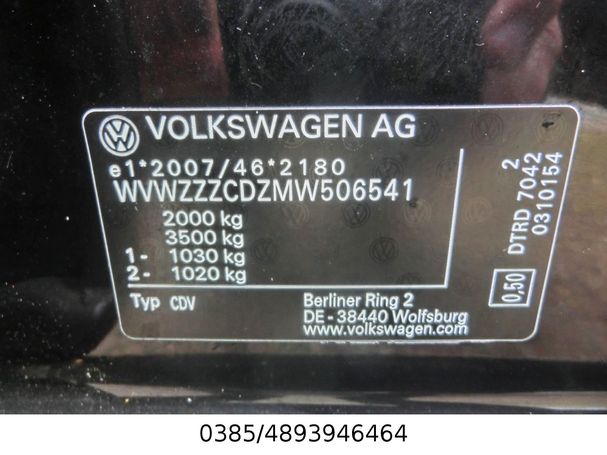 VOLKSWAGEN AG
e1*2007/46*2180
WVWZZZCDZMW506541
2000 kg
3500 kg
1- 1030 kg
2- 1020 kg
Typ CDV
Berliner Ring 2
DE - 38440 Wolfsburg
www.volkswagen.com
2
DTRD 7042
0310154
0,50
0385/4893946464